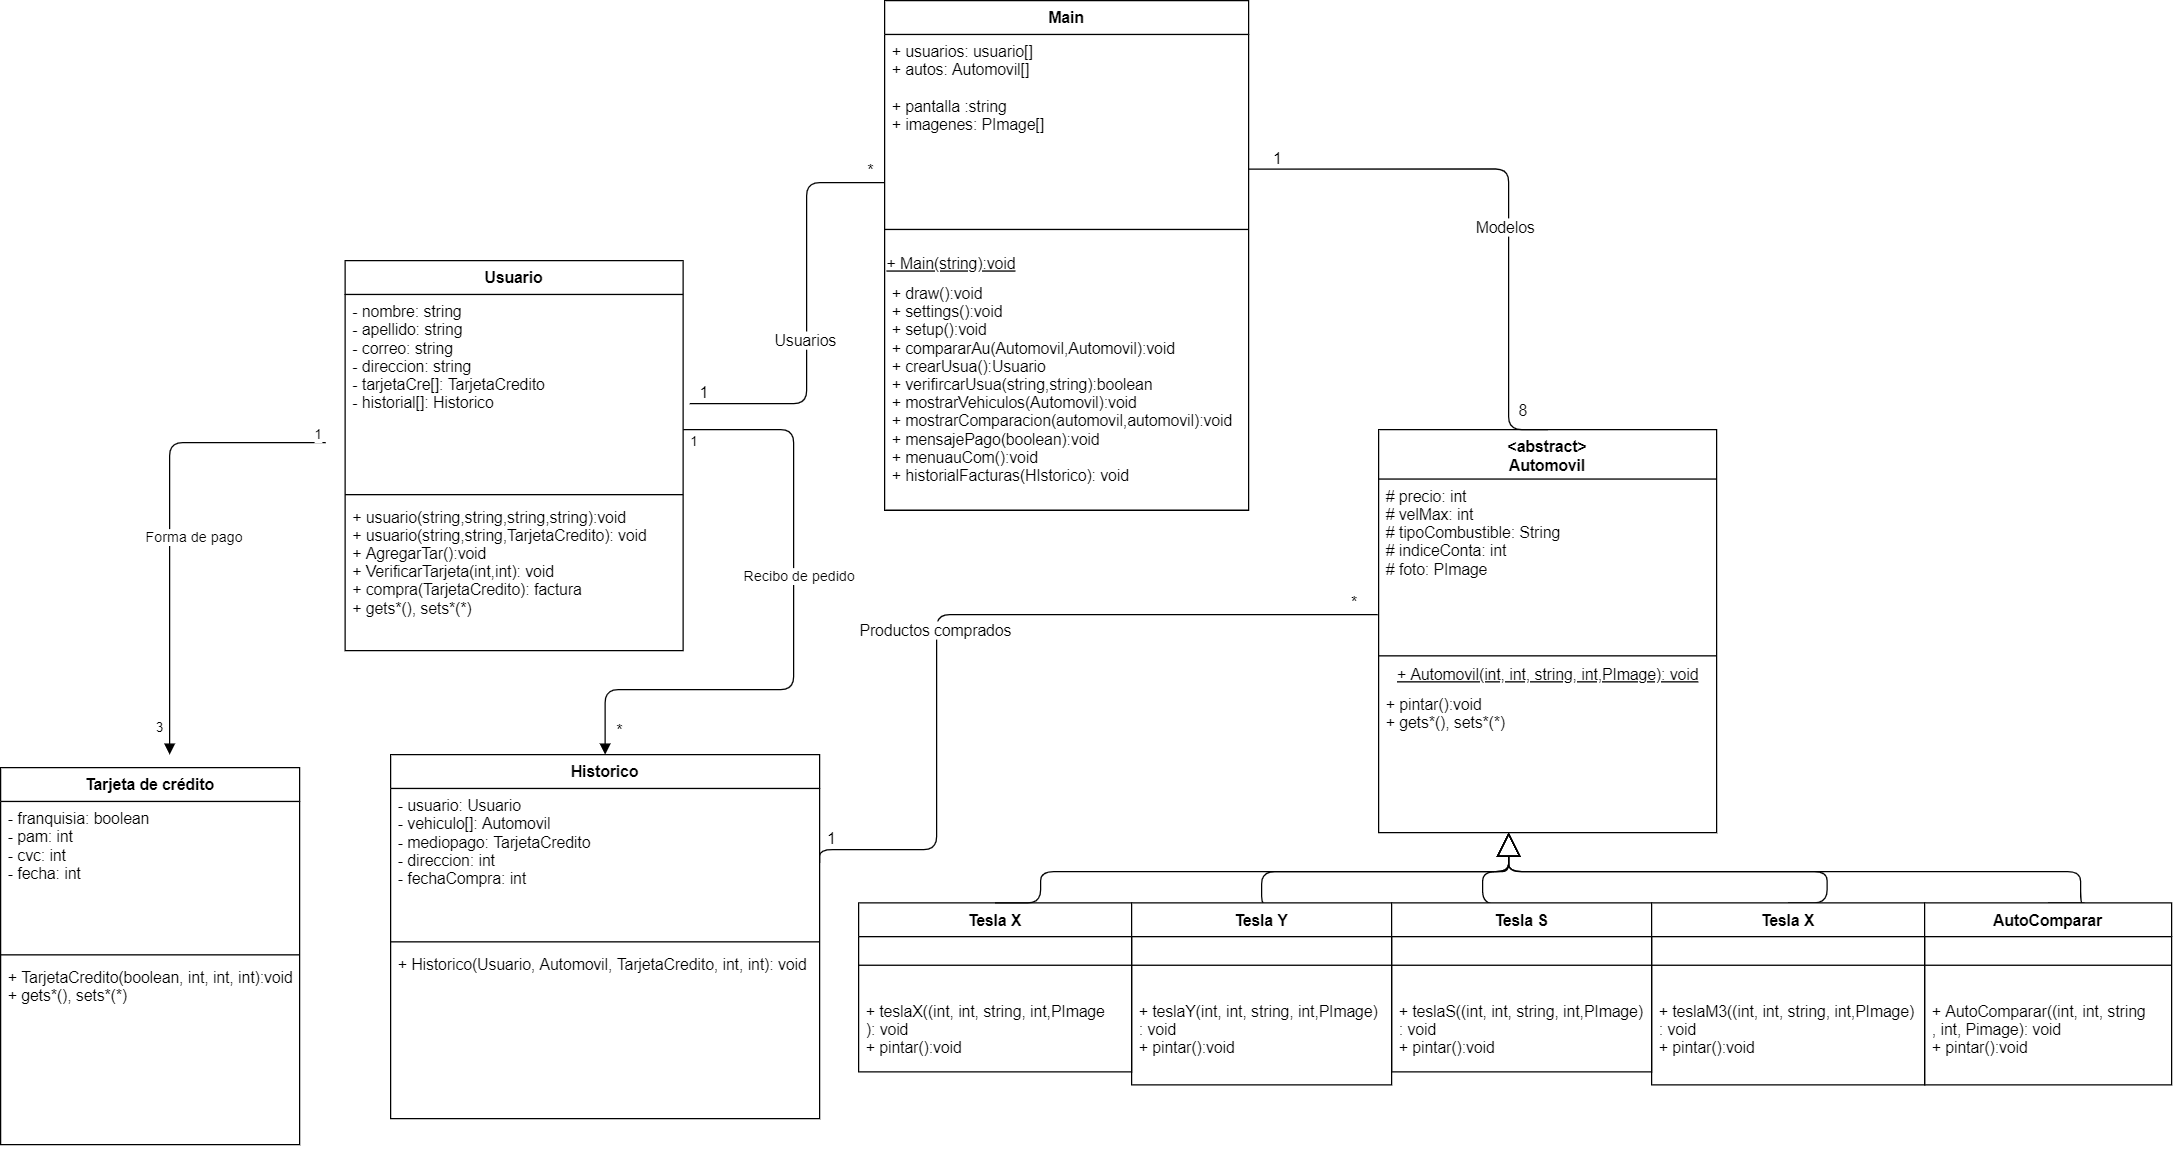 Main
+ usuarios: usuario[]
+ autos: Automovil[]
+ pantalla :string
+ imagenes: PImage[]
+ Main(string):void
+ draw():void
+ settings():void
+ setup():void
+ compararAu(Automovil,Automovil):void
+ crearUsua():Usuario
+ verifircarUsua(string,string):boolean
+ mostrarVehiculos(Automovil):void
+ mostrarComparacion(automovil,automovil):void
+ mensajePago(boolean):void
+ menuauCom():void
+ historialFacturas(HIstorico): void
*
Usuarios
1
1
Modelos
8
Usuario
- nombre: string
- apellido: string
- correo: string
- direccion: string
- tarjetaCre[]: TarjetaCredito
- historial[]: Historico
+ usuario(string,string,string,string):void
+ usuario(string,string,TarjetaCredito): void
+ AgregarTar():void
+ VerificarTarjeta(int,int): void
+ compra(TarjetaCredito): factura
+ gets*(), sets*(*)
1
Forma de pago
3
1
Recibo de pedido
*
<abstract>
Automovil
# precio: int
# velMax: int
# tipoCombustible: String
# indiceConta: int
# foto: PImage
+ Automovil(int, int, string, int,PImage): void
+ pintar():void
+ gets*(), sets*(*)
*
Productos comprados
1
Tarjeta de crédito
- franquisia: boolean
- pam: int
- cvc: int
- fecha: int
+ TarjetaCredito(boolean, int, int, int):void
+ gets*(), sets*(*)
Historico
- usuario: Usuario
- vehiculo[]: Automovil
- mediopago: TarjetaCredito
- direccion: int
- fechaCompra: int
+ Historico(Usuario, Automovil, TarjetaCredito, int, int): void
Tesla X
+ teslaX((int, int, string, int,PImage
): void
+ pintar():void
Tesla Y
+ teslaY(int, int, string, int,PImage)
: void
+ pintar():void
Tesla S
+ teslaS((int, int, string, int,PImage)
: void
+ pintar():void
Tesla X
+ teslaM3((int, int, string, int,PImage)
: void
+ pintar():void
AutoComparar
+ AutoComparar((int, int, string
, int, Pimage): void
+ pintar():void